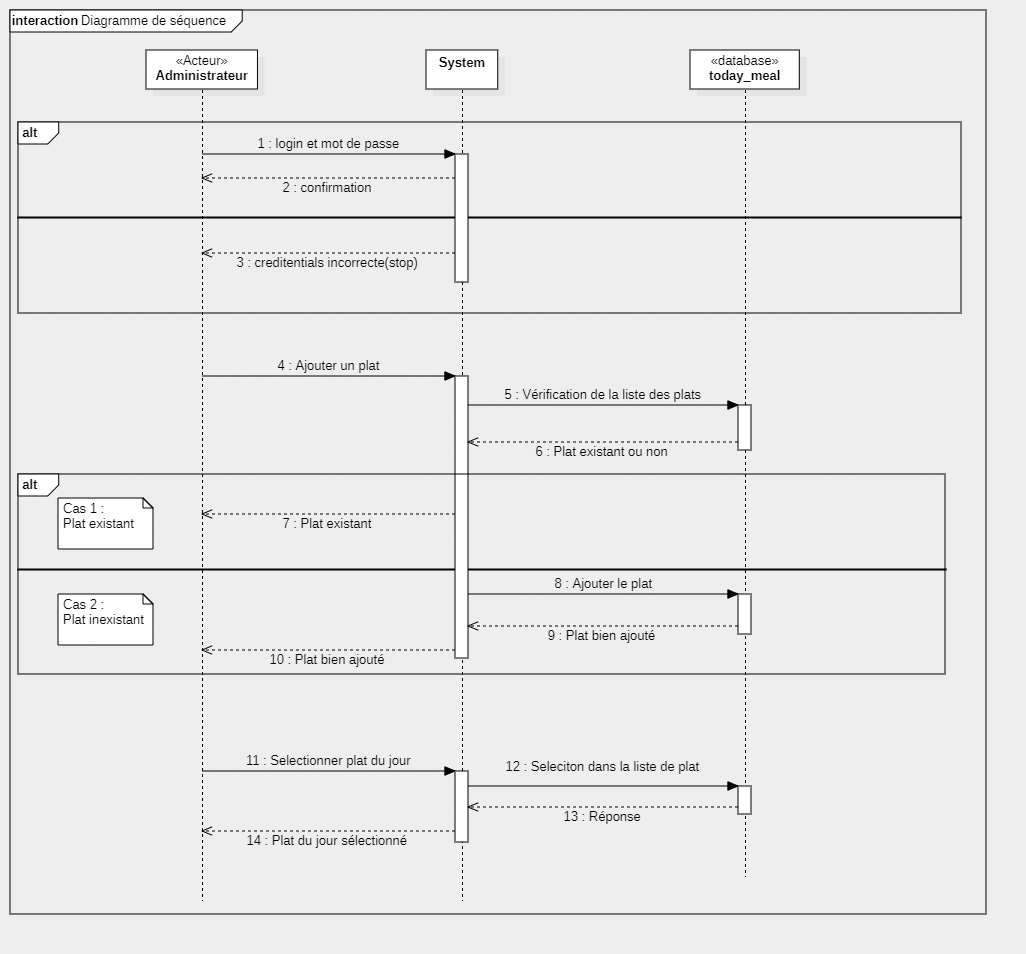 interaction Diagramme de séquence
«Acteur»
Administrateur
System
«database»
today_meal
alt
1 : login et mot de passe
2 : confirmation
3 : creditentials incorrecte(stop)
4 : Ajouter un plat
5 : Vérification de la liste des plats
6 : Plat existant ou non
alt
Cas 1 :
Plat existant
7 : Plat existant
8 : Ajouter le plat
Cas 2 :
Plat inexistant
9 : Plat bien ajouté
10 : Plat bien ajouté
11 : Selectionner plat du jour
12 : Seleciton dans la liste de plat
13 : Réponse
14 : Plat du jour sélectionné